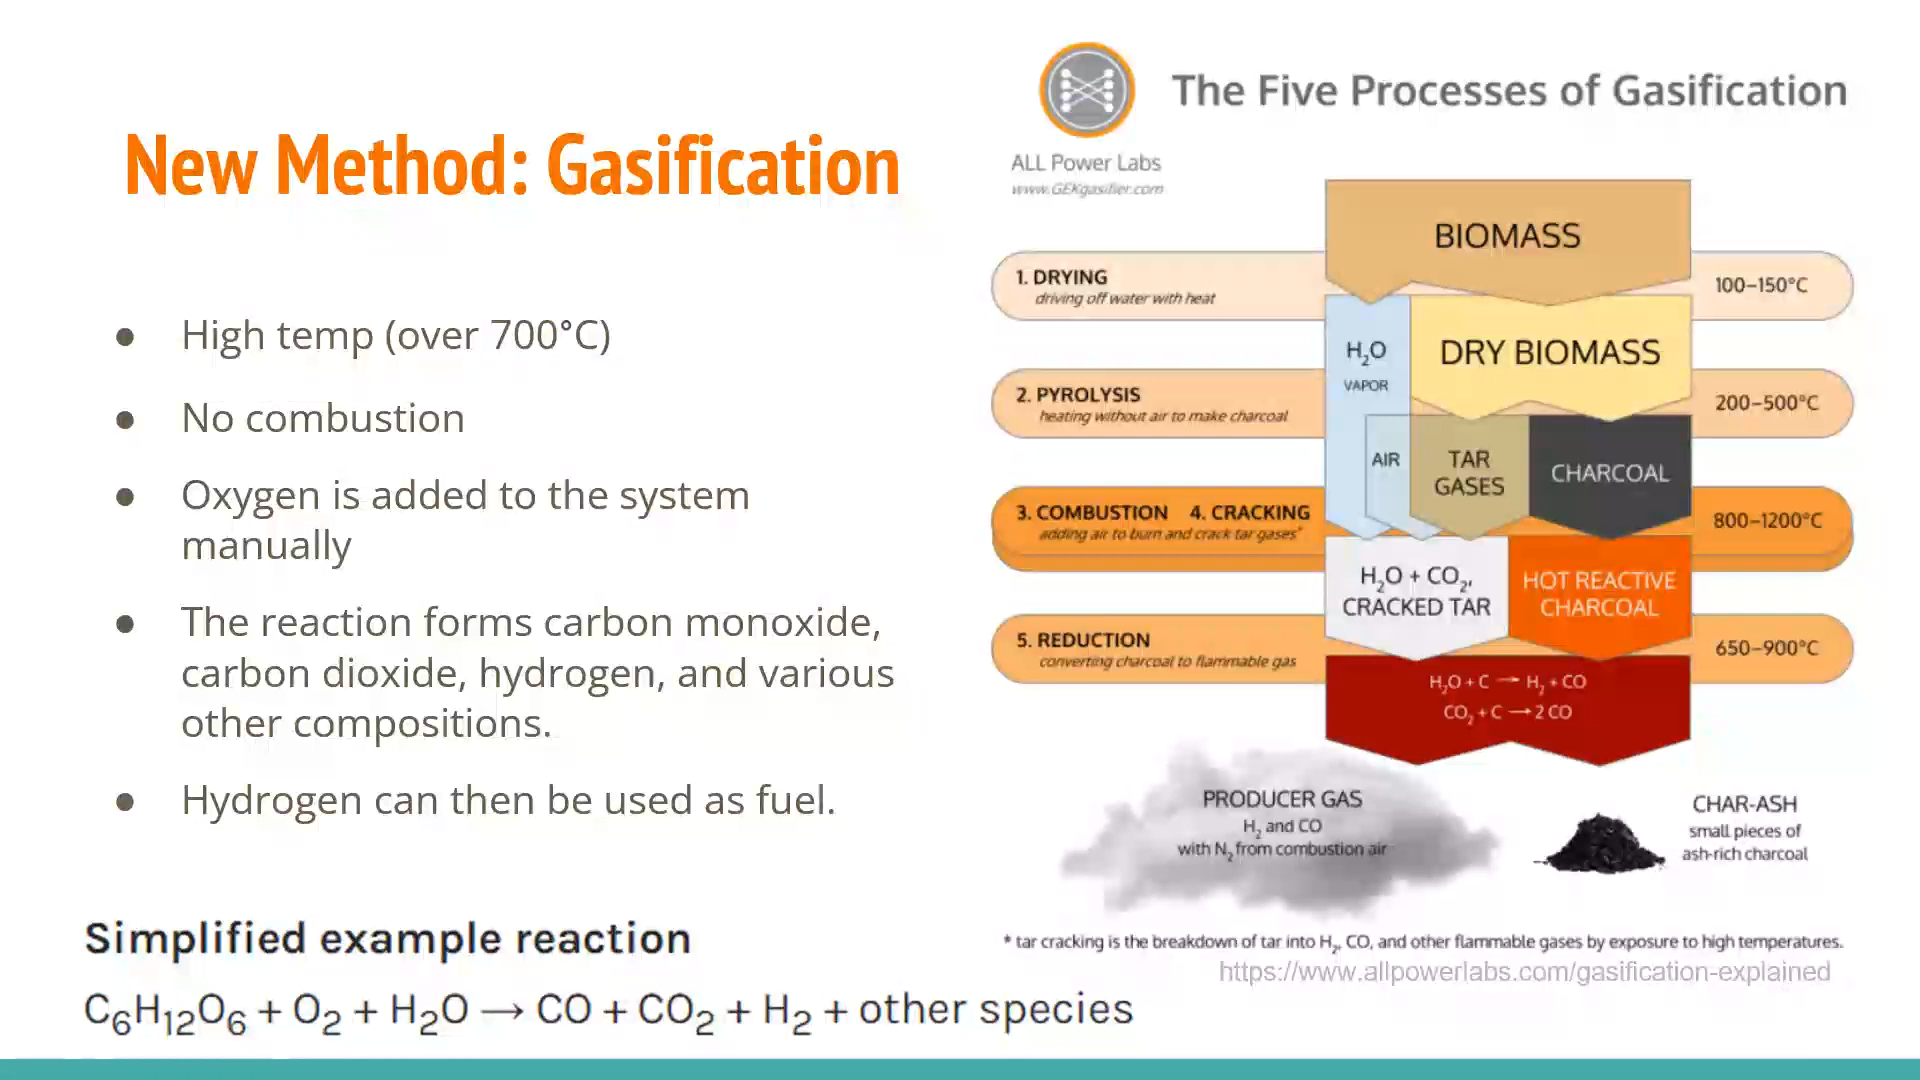 New Method: Gasification
● High temp (over 700°C)
● No combustion
● Oxygen is added to the system
manually
● The reaction forms carbon monoxide,
carbon dioxide, hydrogen, and various
other compositions.
● Hydrogen can then be used as fuel.
Simplified example reaction
C₆H₁₂O₆ + O₂ + H₂O → CO + CO₂ + H₂ + other species
The Five Processes of Gasification
ALL Power Labs
www.GEKgasifier.com
BIOMASS
1. DRYING
driving off water with heat
100–150°C
H₂O
VAPOR
DRY BIOMASS
2. PYROLYSIS
heating without air to make charcoal
200–500°C
AIR
TAR
GASES
CHARCOAL
3. COMBUSTION 4. CRACKING
adding air to burn and crack tar gases*
800–1200°C
H₂O + CO₂,
CRACKED TAR
HOT REACTIVE
CHARCOAL
5. REDUCTION
converting charcoal to flammable gas
650–900°C
H₂O + C → H₂ + CO
CO₂ + C → 2 CO
PRODUCER GAS
H₂ and CO
with N₂ from combustion air
CHAR-ASH
small pieces of
ash-rich charcoal
* tar cracking is the breakdown of tar into H₂, CO, and other flammable gases by exposure to high temperatures.
https://www.allpowerlabs.com/gasification-explained